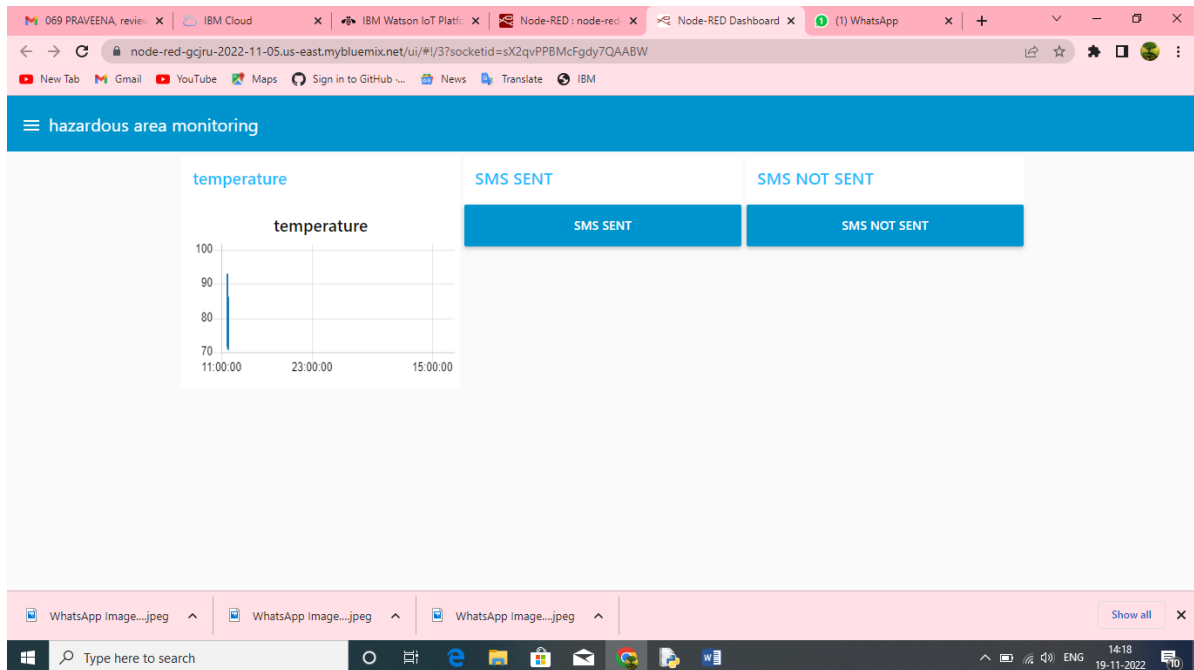 069 PRAVEENA, review
IBM Cloud
IBM Watson IoT Platfo
Node-RED : node-red
Node-RED Dashboard
(1) WhatsApp
node-red-gcjru-2022-11-05.us-east.mybluemix.net/ui/#!/3?socketid=sX2qvPPBMcFgdy7QAABW
New Tab Gmail YouTube Maps Sign in to GitHub ·... News Translate IBM
hazardous area monitoring
temperature SMS SENT SMS NOT SENT
SMS SENT SMS NOT SENT
temperature
100
90
80
70
11:00:00 23:00:00 15:00:00
WhatsApp Image....jpeg WhatsApp Image....jpeg WhatsApp Image....jpeg Show all
Type here to search
ENG
14:18
19-11-2022